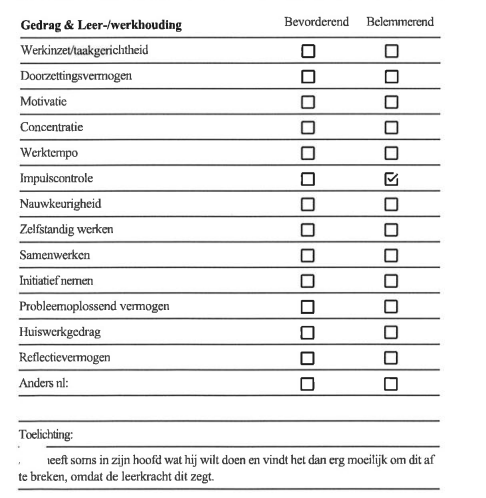 Gedrag & Leer-/werkhouding Bevorderend Belemmerend
Werkinzet/taakgerichtheid ☐ ☐
Doorzettingsvermogen ☐ ☐
Motivatie ☐ ☐
Concentratie ☐ ☐
Werktempo ☐ ☐
Impulscontrole ☐ ☑
Nauwkeurigheid ☐ ☐
Zelfstandig werken ☐ ☐
Samenwerken ☐ ☐
Initiatief nemen ☐ ☐
Probleemoplossend vermogen ☐ ☐
Huiswerkgedrag ☐ ☐
Reflectievermogen ☐ ☐
Anders nl: ☐ ☐
Toelichting:
heeft soms in zijn hoofd wat hij wilt doen en vindt het dan erg moeilijk om dit af
te breken, omdat de leerkracht dit zegt.